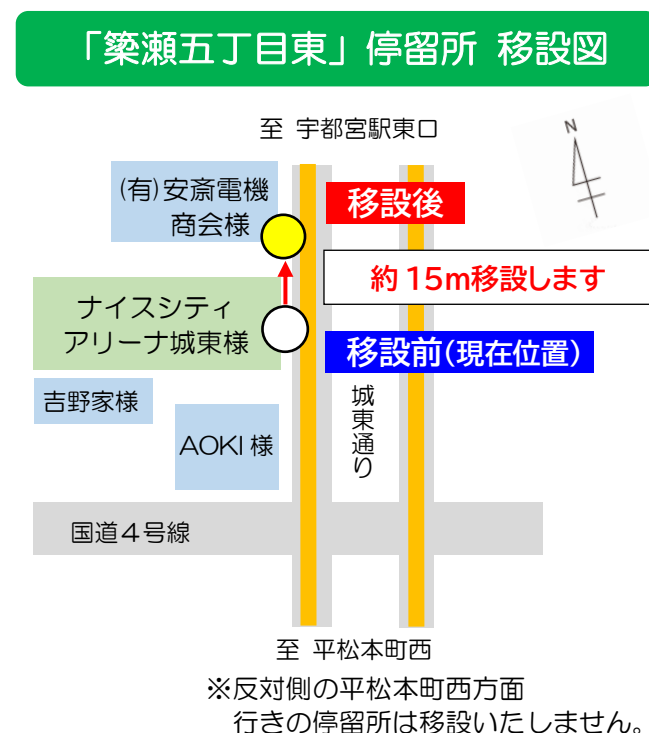 「簗瀬五丁目東」停留所 移設図
至 宇都宮駅東口
N
(有)安斎電機
商会様
移設後
約15m移設します
ナイスシティ
アリーナ城東様
移設前(現在位置)
吉野家様
AOKI様
城東通り
国道4号線
至 平松本町西
※反対側の平松本町西方面
行きの停留所は移設いたしません。